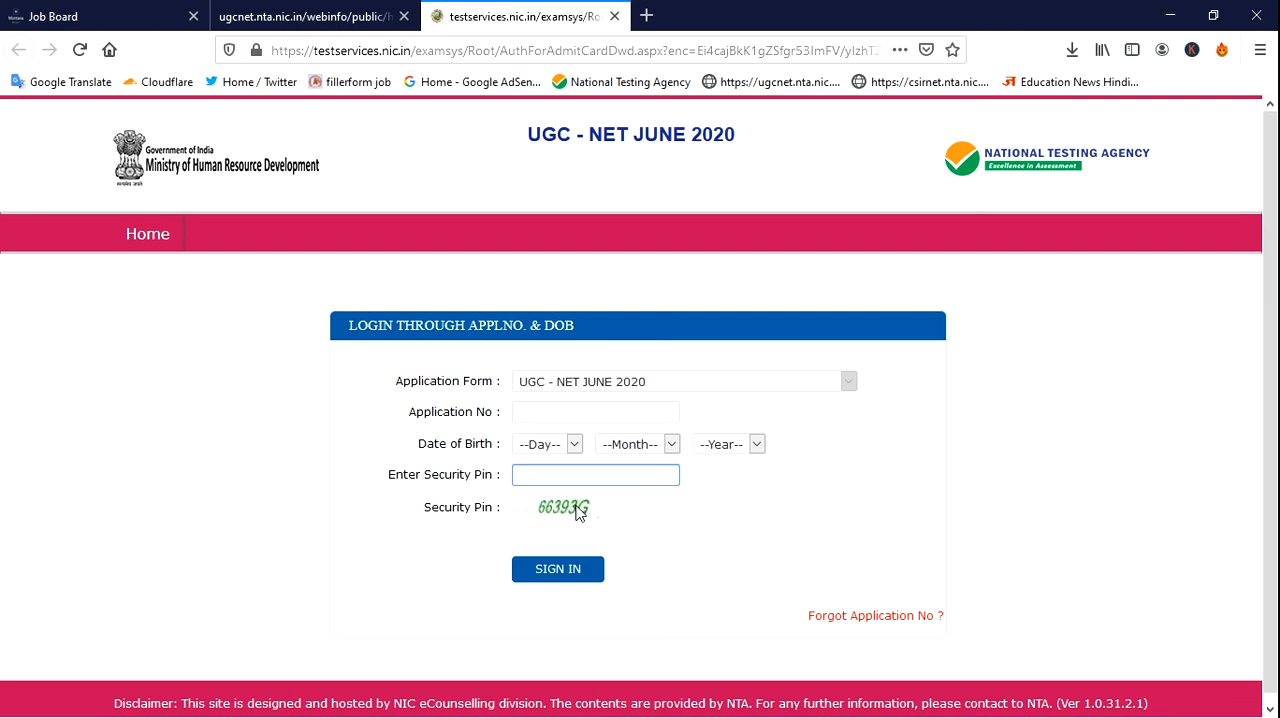 Job Board
ugcnet.nta.nic.in/webinfo/public/h
testservices.nic.in/examsys/Ro
https://testservices.nic.in/examsys/Root/AuthForAdmitCardDwd.aspx?enc=Ei4cajBkK1gZSfgr53ImFV/yIzhTZ
Google Translate
Cloudflare
Home / Twitter
fillerform job
Home - Google AdSen...
National Testing Agency
https://ugcnet.nta.nic....
https://csirnet.nta.nic....
Education News Hindi...
Government of India
Ministry of Human Resource Development
सत्यमेव जयते
UGC - NET JUNE 2020
NATIONAL TESTING AGENCY
Excellence in Assessment
Home
LOGIN THROUGH APPLNO. & DOB
Application Form : UGC - NET JUNE 2020
Application No :
Date of Birth : --Day-- --Month-- --Year--
Enter Security Pin :
Security Pin : 66393G
SIGN IN
Forgot Application No ?
Disclaimer: This site is designed and hosted by NIC eCounselling division. The contents are provided by NTA. For any further information, please contact to NTA. (Ver 1.0.31.2.1)